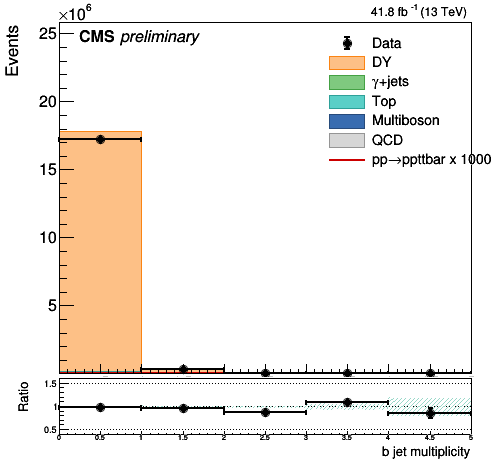 ×10⁶
41.8 fb⁻¹ (13 TeV)
Events
CMS preliminary
25
20
15
10
5
Data
DY
γ+jets
Top
Multiboson
QCD
pp→ppttbar x 1000
Ratio
1.5
1
0.5
0 0.5 1 1.5 2 2.5 3 3.5 4 4.5 5
b jet multiplicity